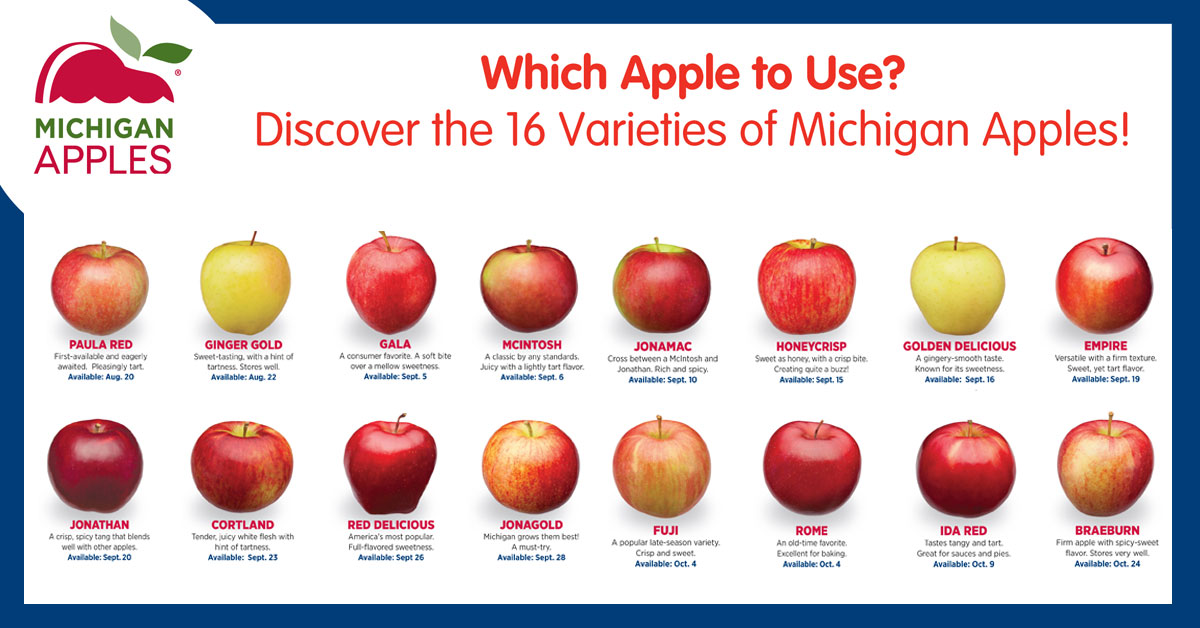 MICHIGAN
APPLES
®
Which Apple to Use?
Discover the 16 Varieties of Michigan Apples!
PAULA RED
First-available and eagerly
awaited. Pleasingly tart.
Available: Aug. 20
GINGER GOLD
Sweet-tasting, with a hint of
tartness. Stores well.
Available: Aug. 22
GALA
A consumer favorite. A soft bite
over a mellow sweetness.
Available: Sept. 5
MCINTOSH
A classic by any standards.
Juicy with a lightly tart flavor.
Available: Sept. 6
JONAMAC
Cross between a McIntosh and
Jonathan. Rich and spicy.
Available: Sept. 10
HONEYCRISP
Sweet as honey, with a crisp bite.
Creating quite a buzz!
Available: Sept. 15
GOLDEN DELICIOUS
A gingery-smooth taste.
Known for its sweetness.
Available: Sept. 16
EMPIRE
Versatile with a firm texture.
Sweet, yet tart flavor.
Available: Sept. 19
JONATHAN
A crisp, spicy tang that blends
well with other apples.
Available: Sept. 20
CORTLAND
Tender, juicy white flesh with
hint of tartness.
Available: Sept. 23
RED DELICIOUS
America's most popular.
Full-flavored sweetness.
Available: Sept 26
JONAGOLD
Michigan grows them best!
A must-try.
Available: Sept. 28
FUJI
A popular late-season variety.
Crisp and sweet.
Available: Oct. 4
ROME
An old-time favorite.
Excellent for baking.
Available: Oct. 4
IDA RED
Tastes tangy and tart.
Great for sauces and pies.
Available: Oct. 9
BRAEBURN
Firm apple with spicy-sweet
flavor. Stores very well.
Available: Oct. 24